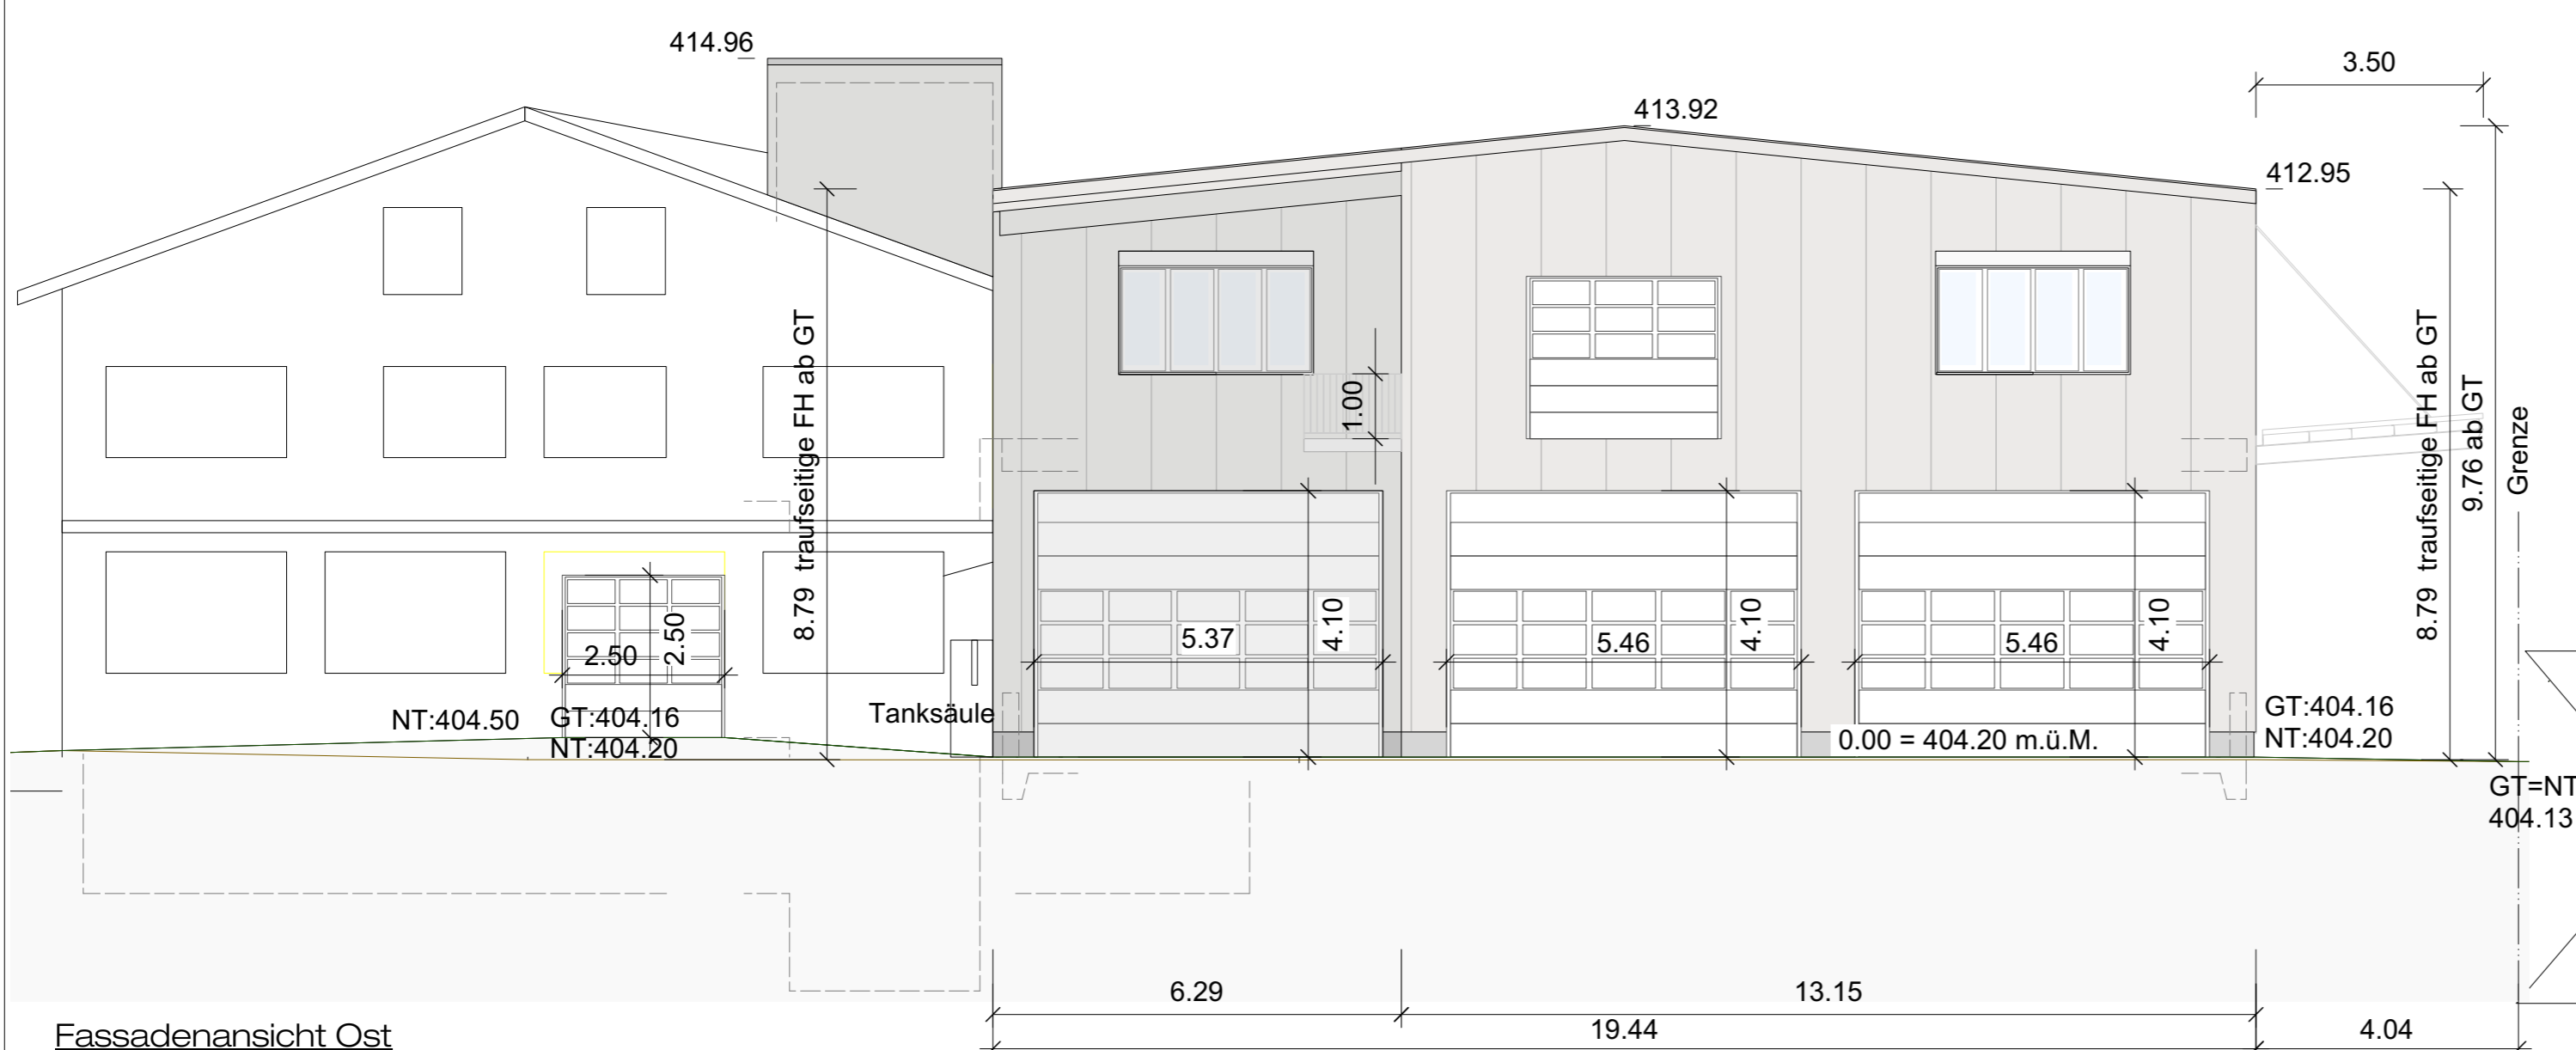 414.96
3.50
413.92
412.95
8.79 traufseitige FH ab GT
1.00
8.79 traufseitige FH ab GT
9.76 ab GT
Grenze
2.50
2.50
5.37
4.10
5.46
4.10
5.46
4.10
NT:404.50
GT:404.16
NT:404.20
Tanksäule
0.00 = 404.20 m.ü.M.
GT:404.16
NT:404.20
GT=NT
404.13
6.29
13.15
19.44
4.04
Fassadenansicht Ost